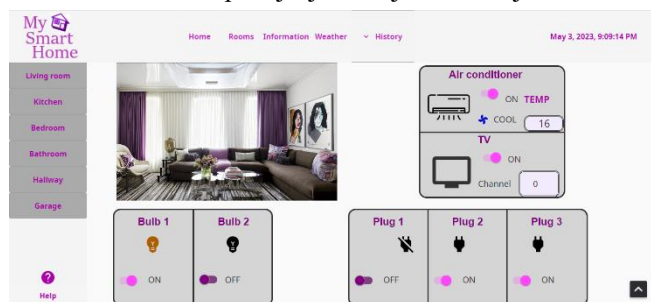 My
Smart
Home
Home Rooms Information Weather History
May 3, 2023, 9:09:14 PM
Living room
Kitchen
Bedroom
Bathroom
Hallway
Garage
Help
Air conditioner
ON TEMP
COOL 16
TV
ON
Channel 0
Bulb 1 Bulb 2
ON OFF
Plug 1 Plug 2 Plug 3
OFF ON ON